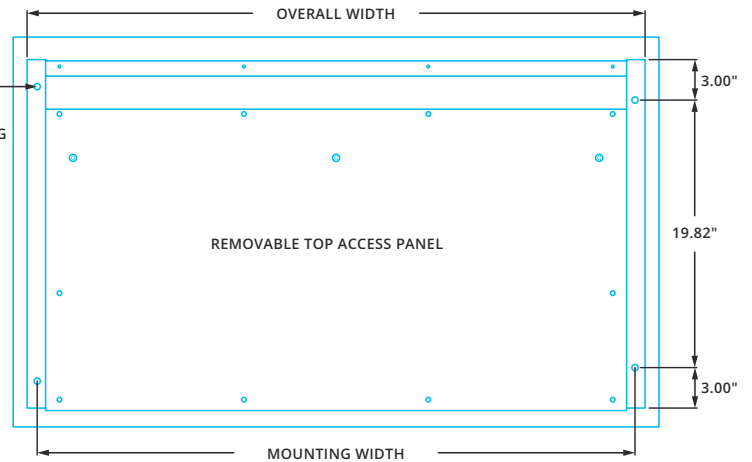 OVERALL WIDTH
3.00"
G
19.82"
REMOVABLE TOP ACCESS PANEL
3.00"
MOUNTING WIDTH